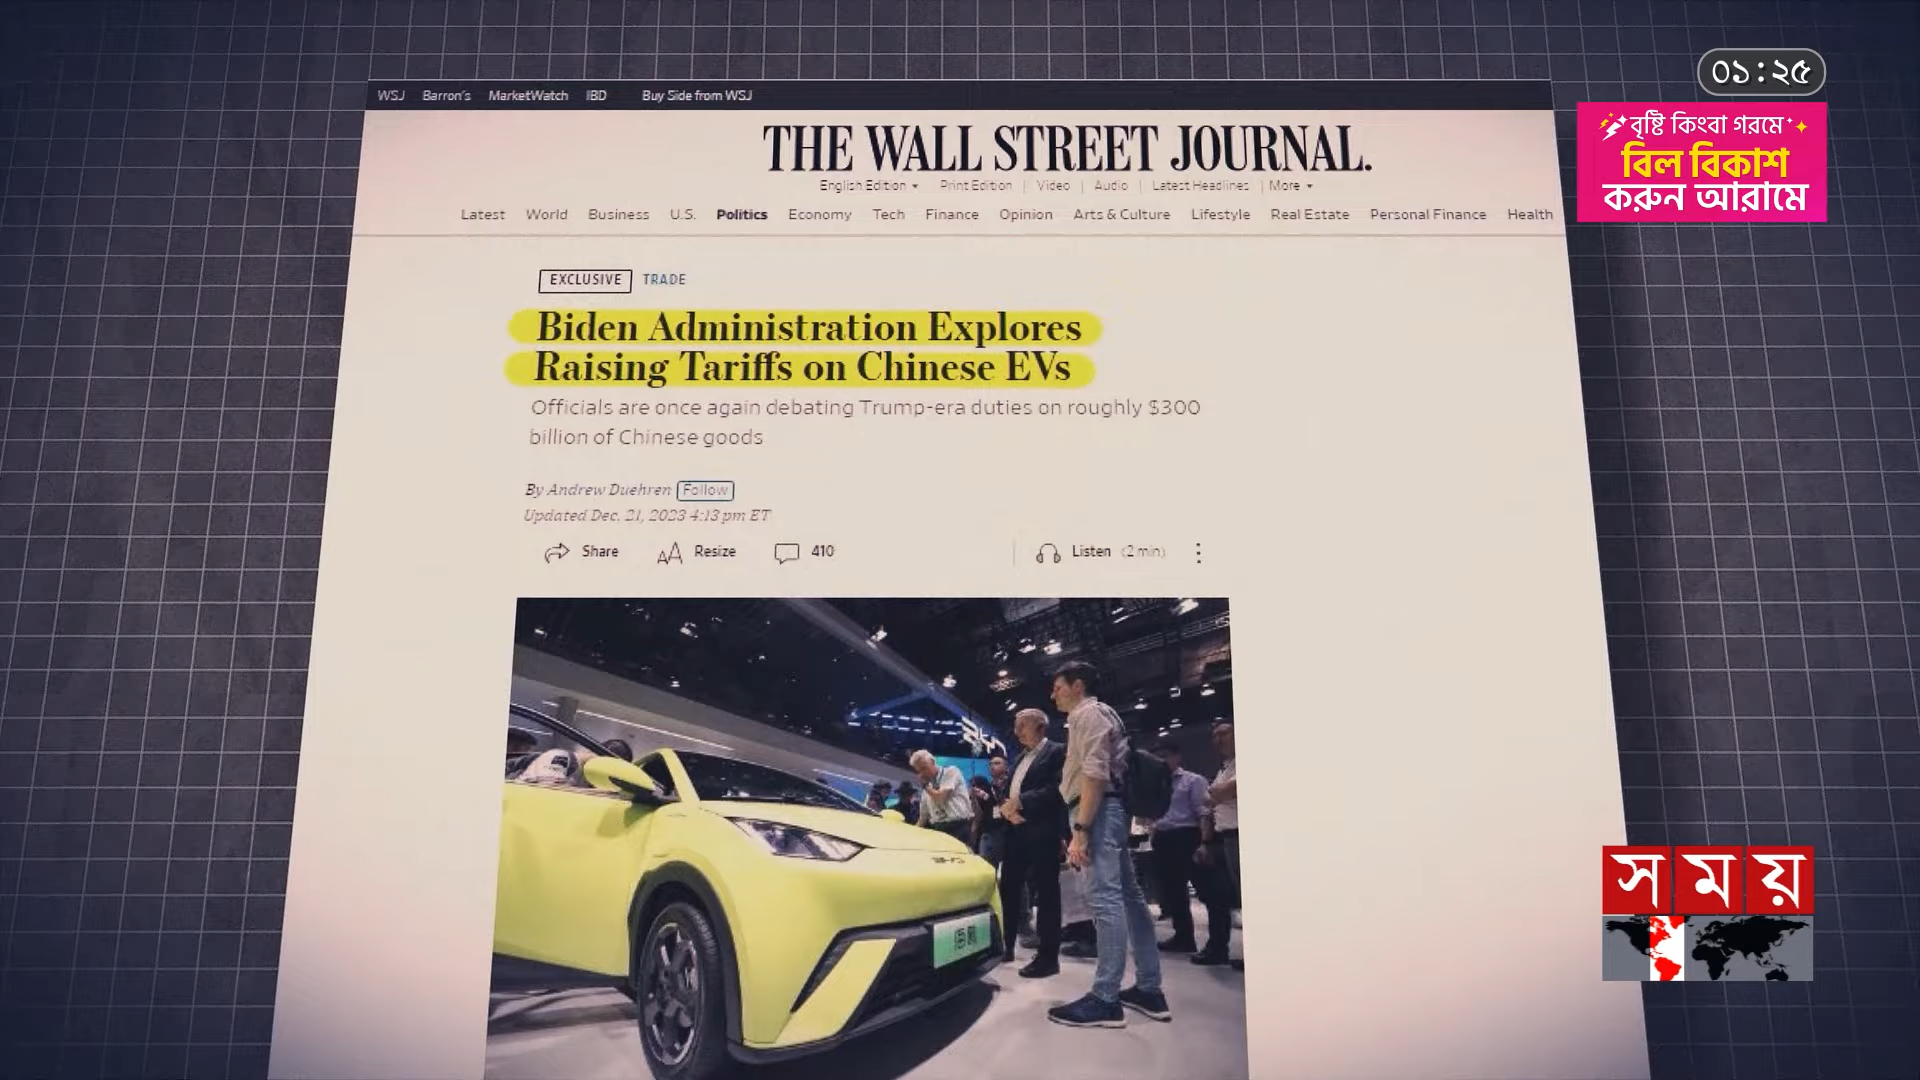 WSJ Barron's MarketWatch IBD Buy Side from WSJ
THE WALL STREET JOURNAL.
English Edition Print Edition | Video | Audio | Latest Headlines | More
Latest World Business U.S. Politics Economy Tech Finance Opinion Arts & Culture Lifestyle Real Estate Personal Finance Health
EXCLUSIVE TRADE
Biden Administration Explores
Raising Tariffs on Chinese EVs
Officials are once again debating Trump-era duties on roughly $300
billion of Chinese goods
By Andrew Duehren Follow
Updated Dec. 21, 2023 4:13 pm ET
Share Resize 410 Listen (2 min)
০১:২৫
বৃষ্টি কিংবা গরমে
বিল বিকাশ
করুন আরামে
সময়